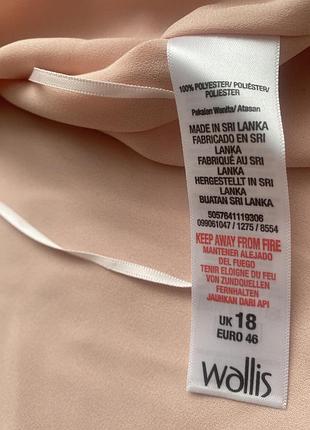 100% POLYESTER/ POLIÉSTER/
POLIESTER
Pakaian Wanita/ Atasan
MADE IN SRI LANKA
FABRICADO EN SRI
LANKA
FABRIQUÉ AU SRI
LANKA
HERGESTELLT IN SRI
LANKA
BUATAN SRI LANKA
5057641119306
099061047 / 1275 / 8554
KEEP AWAY FROM FIRE
MANTENER ALEJADO
DEL FUEGO
TENIR ELOIGNE DU FEU
VON ZUNDQUELLEN
FERNHALTEN
JAUHKAN DARI API
UK 18
EURO 46
wallis